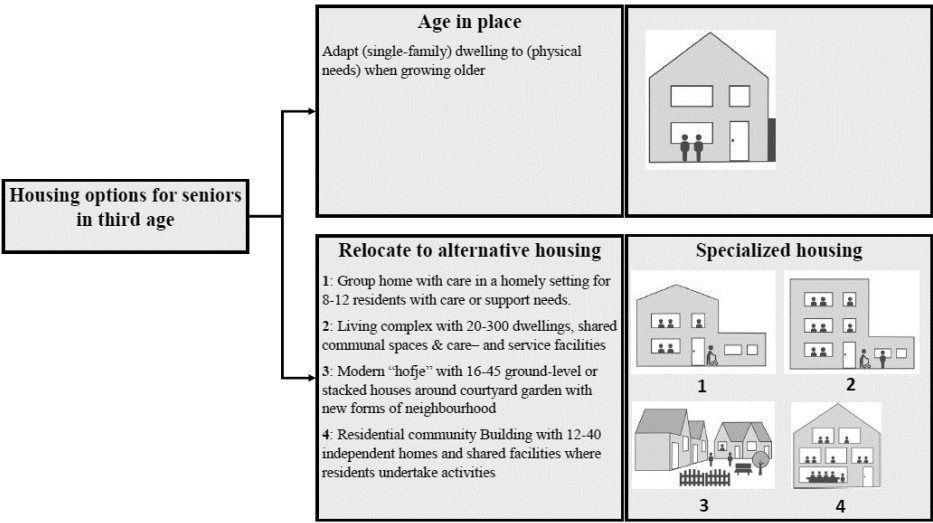 Housing options for seniors
in third age
Age in place
Adapt (single-family) dwelling to (physical
needs) when growing older
Relocate to alternative housing
1: Group home with care in a homely setting for
8-12 residents with care or support needs.
2: Living complex with 20-300 dwellings, shared
communal spaces & care– and service facilities
3: Modern “hofje” with 16-45 ground-level or
stacked houses around courtyard garden with
new forms of neighbourhood
4: Residential community Building with 12-40
independent homes and shared facilities where
residents undertake activities
Specialized housing
1
2
3
4